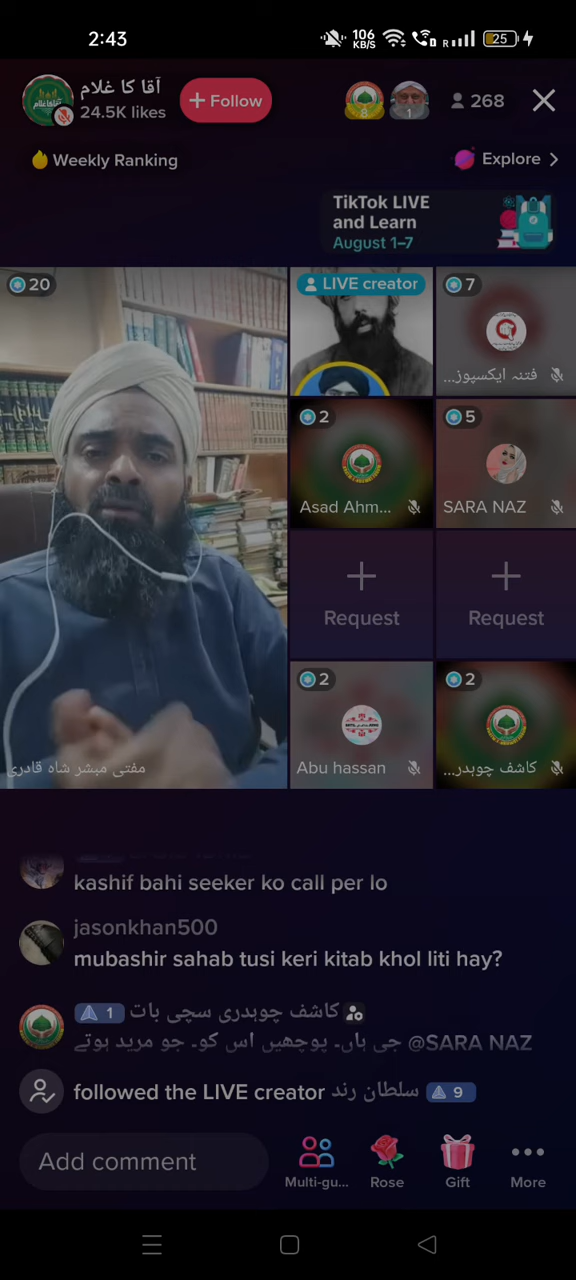 2:43
106
KB/S
R
25
آقا کا غلام
24.5K likes
+ Follow
8
1
268
Weekly Ranking
Explore
TikTok LIVE
and Learn
August 1–7
20
LIVE creator
7
فتنہ ایکسپوز...
2
5
Asad Ahm...
SARA NAZ
Request
Request
2
2
مفتی مبشر شاہ قادری
Abu hassan
کاشف چوہدر...
kashif bahi seeker ko call per lo
jasonkhan500
mubashir sahab tusi keri kitab khol liti hay?
1 کاشف چوہدری سچی بات
@SARA NAZ جی ہاں۔ پوچھیں اس کو۔ جو مرید ہوتے
followed the LIVE creator سلطان رند 9
Add comment
Multi-gu...
Rose
Gift
More